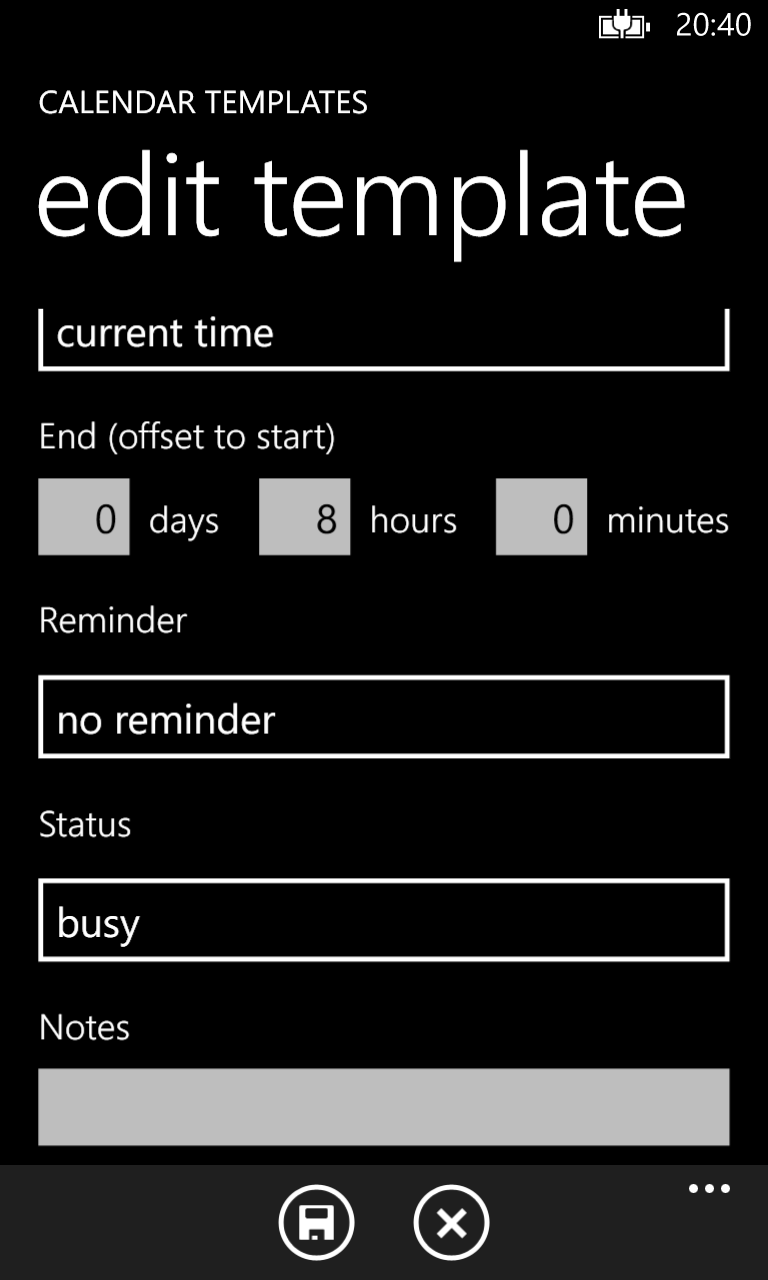 20:40
CALENDAR TEMPLATES
edit template
current time
End (offset to start)
0 days 8 hours 0 minutes
Reminder
no reminder
Status
busy
Notes